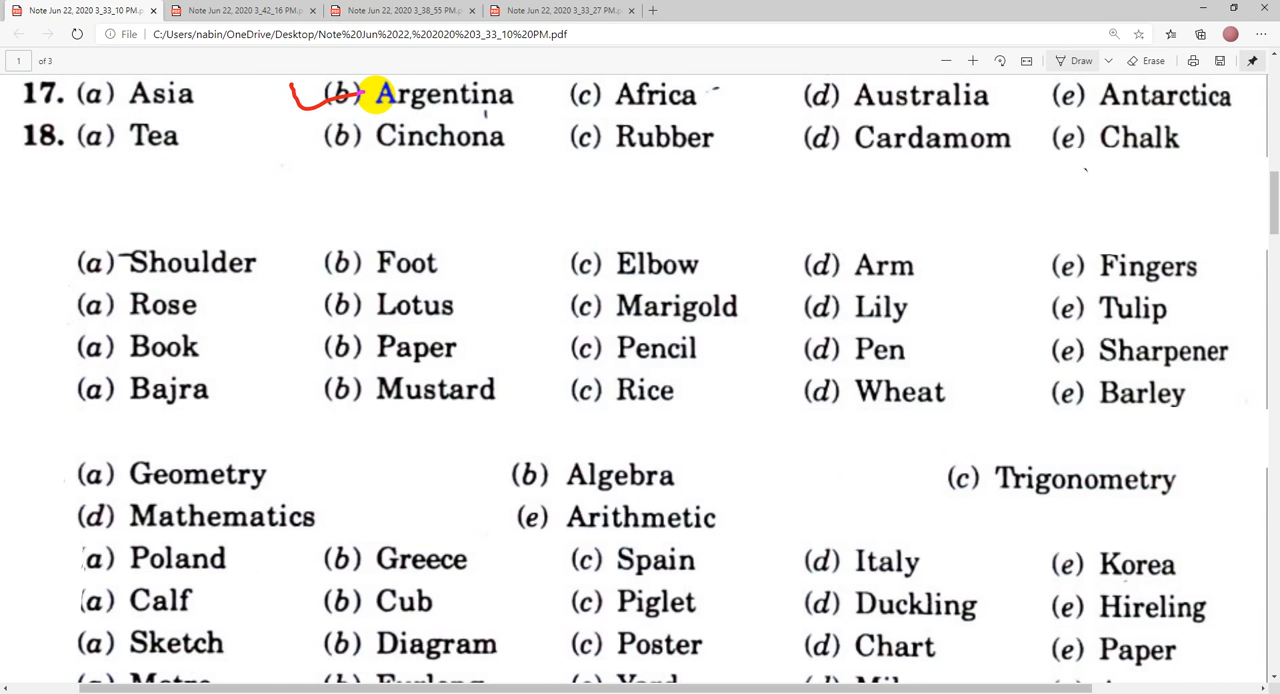 Note Jun 22, 2020 3_33_10 PM.p Note Jun 22, 2020 3_42_16 PM.p Note Jun 22, 2020 3_38_55 PM.p Note Jun 22, 2020 3_33_27 PM.p
File C:/Users/nabin/OneDrive/Desktop/Note%20Jun%2022,%202020%203_33_10%20PM.pdf
1 of 3 Draw Erase
17. (a) Asia (b) Argentina (c) Africa (d) Australia (e) Antarctica
18. (a) Tea (b) Cinchona (c) Rubber (d) Cardamom (e) Chalk
(a) Shoulder (b) Foot (c) Elbow (d) Arm (e) Fingers
(a) Rose (b) Lotus (c) Marigold (d) Lily (e) Tulip
(a) Book (b) Paper (c) Pencil (d) Pen (e) Sharpener
(a) Bajra (b) Mustard (c) Rice (d) Wheat (e) Barley
(a) Geometry (b) Algebra (c) Trigonometry
(d) Mathematics (e) Arithmetic
(a) Poland (b) Greece (c) Spain (d) Italy (e) Korea
(a) Calf (b) Cub (c) Piglet (d) Duckling (e) Hireling
(a) Sketch (b) Diagram (c) Poster (d) Chart (e) Paper